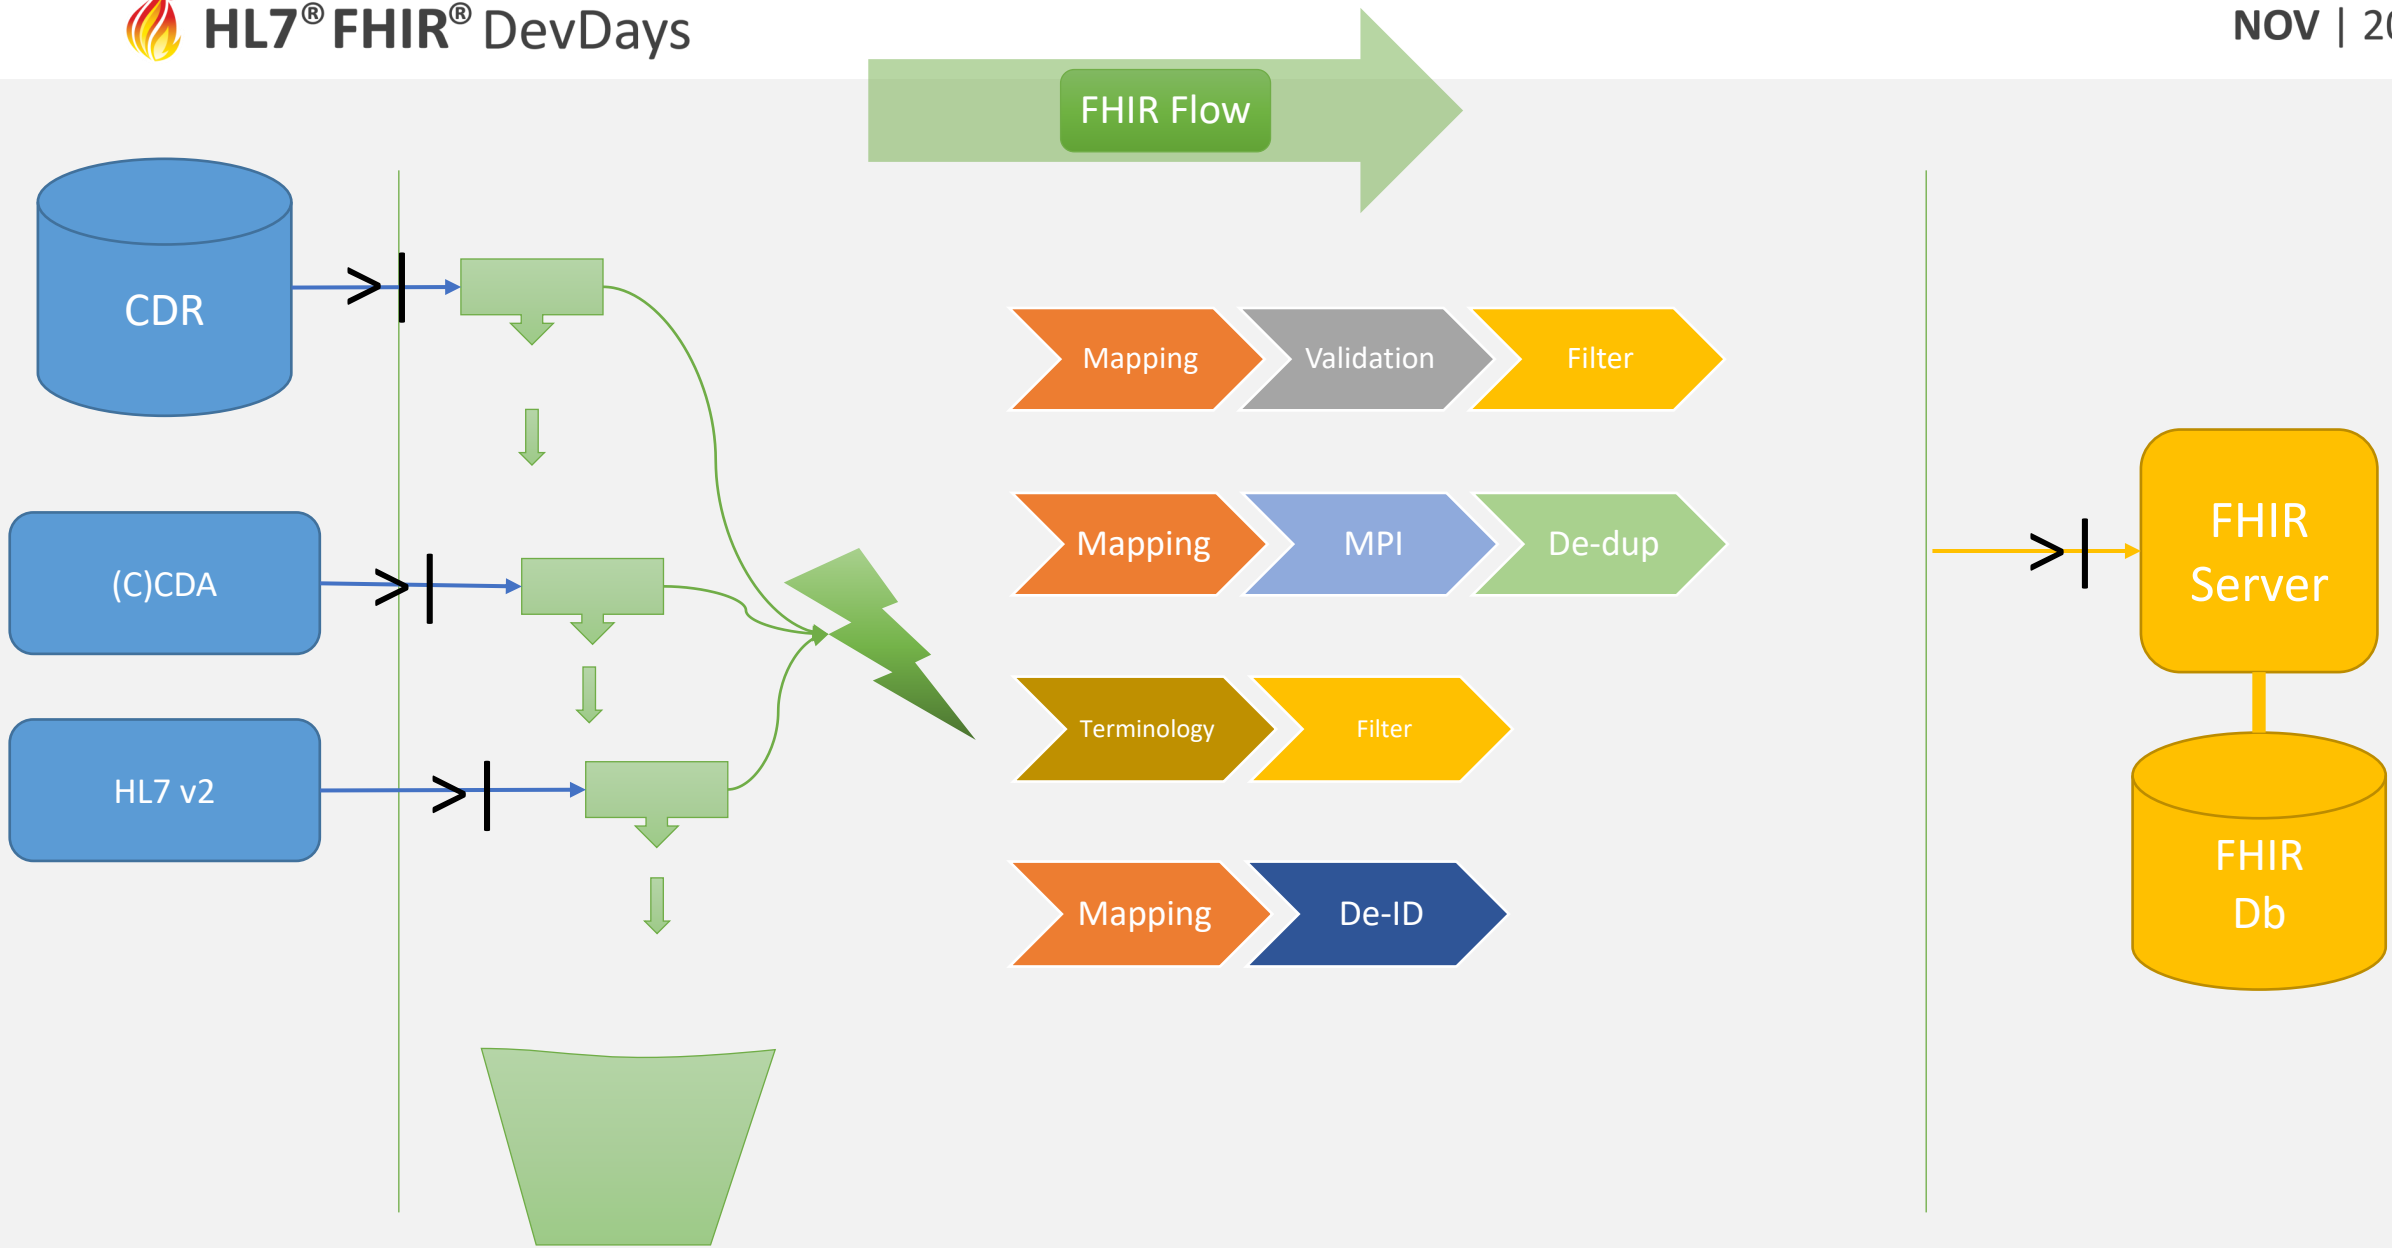 HL7® FHIR® DevDays
NOV | 20
FHIR Flow
CDR
(C)CDA
HL7 v2
>|
>|
>|
Mapping
Validation
Filter
Mapping
MPI
De-dup
Terminology
Filter
Mapping
De-ID
>|
FHIR
Server
FHIR
Db